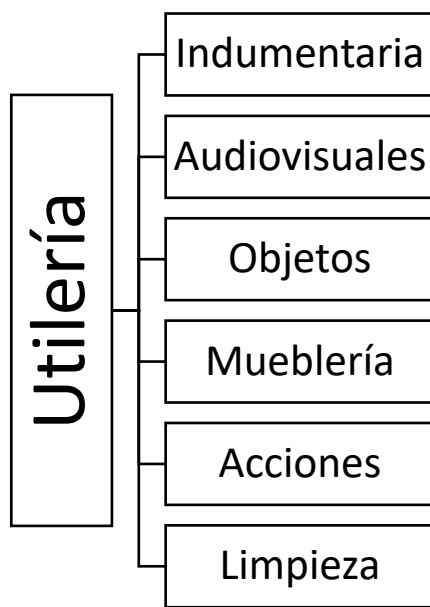 Utilería
Indumentaria
Audiovisuales
Objetos
Mueblería
Acciones
Limpieza